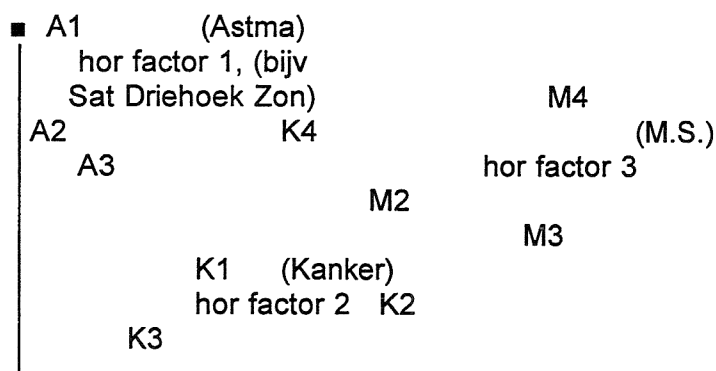 ■ A1 (Astma)
hor factor 1, (bijv
Sat Driehoek Zon) M4
A2 K4 (M.S.)
A3 hor factor 3
M2
M3
K1 (Kanker)
hor factor 2 K2
K3